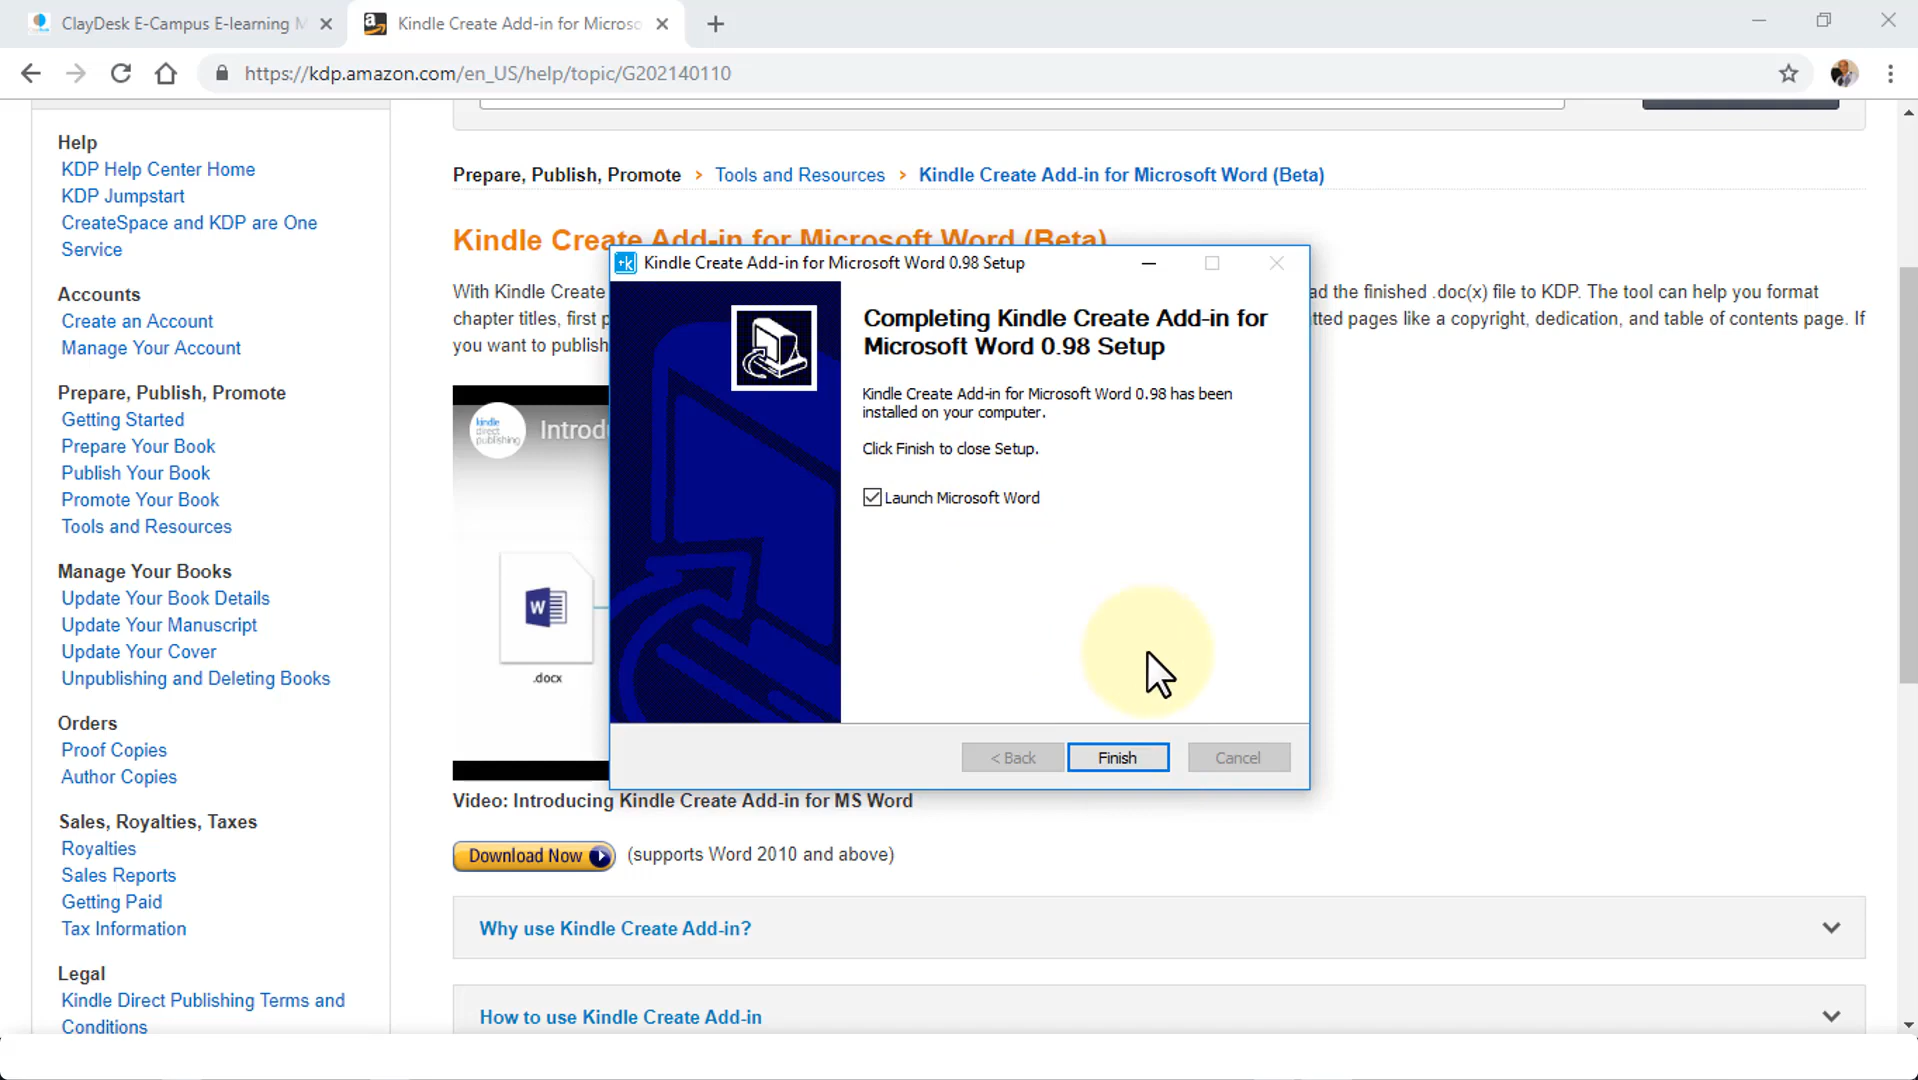 ClayDesk E-Campus E-learning M
Kindle Create Add-in for Microso
https://kdp.amazon.com/en_US/help/topic/G202140110
Help
KDP Help Center Home
KDP Jumpstart
CreateSpace and KDP are One
Service
Accounts
Create an Account
Manage Your Account
Prepare, Publish, Promote
Getting Started
Prepare Your Book
Publish Your Book
Promote Your Book
Tools and Resources
Manage Your Books
Update Your Book Details
Update Your Manuscript
Update Your Cover
Unpublishing and Deleting Books
Orders
Proof Copies
Author Copies
Sales, Royalties, Taxes
Royalties
Sales Reports
Getting Paid
Tax Information
Legal
Kindle Direct Publishing Terms and
Conditions
Prepare, Publish, Promote › Tools and Resources › Kindle Create Add-in for Microsoft Word (Beta)
Kindle Create Add-in for Microsoft Word (Beta)
With Kindle Create
ad the finished .doc(x) file to KDP. The tool can help you format
chapter titles, first p
tted pages like a copyright, dedication, and table of contents page. If
you want to publish
kindle
direct
publishing
Introdu
W
.docx
+k
Kindle Create Add-in for Microsoft Word 0.98 Setup
Completing Kindle Create Add-in for
Microsoft Word 0.98 Setup
Kindle Create Add-in for Microsoft Word 0.98 has been
installed on your computer.
Click Finish to close Setup.
Launch Microsoft Word
< Back
Finish
Cancel
Video: Introducing Kindle Create Add-in for MS Word
Download Now
(supports Word 2010 and above)
Why use Kindle Create Add-in?
How to use Kindle Create Add-in